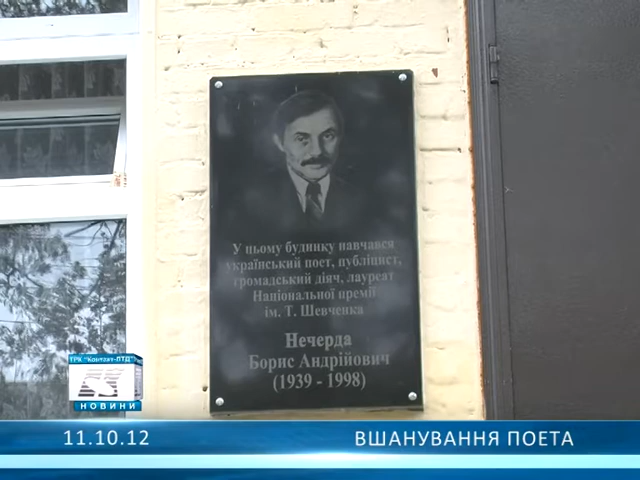 У цьому будинку навчався
український поет, публіцист,
громадський діяч, лауреат
Національної премії
ім. Т. Шевченка
Нечерда
Борис Андрійович
(1939 - 1998)
ТРК "Контакт-ЛТД"
НОВИНИ
11.10.12
ВШАНУВАННЯ ПОЕТА